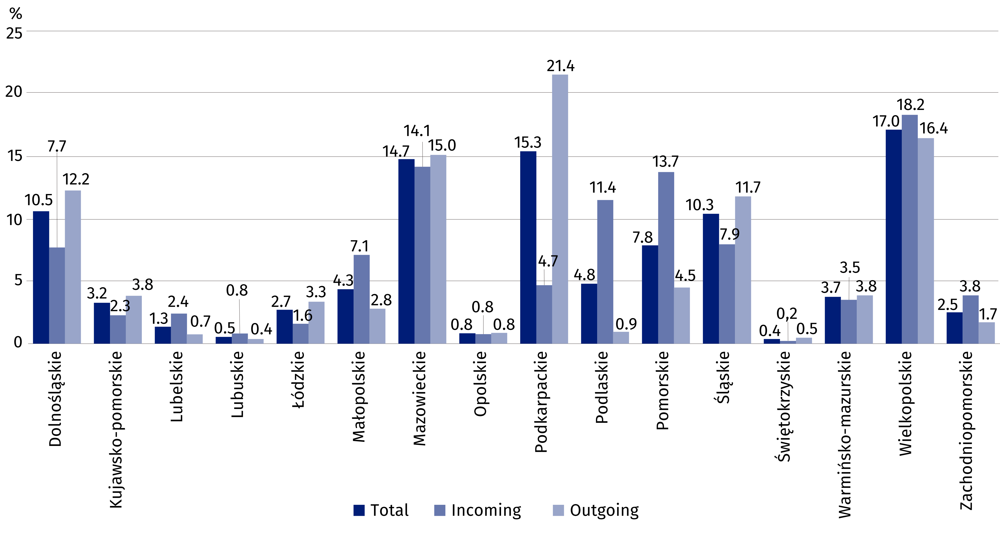 %
25
20
15
10
5
0
10.5
7.7
12.2
3.2
2.3
3.8
1.3
2.4
0.7
0.5
0.8
0.4
2.7
1.6
3.3
4.3
7.1
2.8
14.7
14.1
15.0
0.8
0.8
0.8
15.3
4.7
21.4
4.8
11.4
0.9
7.8
13.7
4.5
10.3
7.9
11.7
0.4
0,2
0.5
3.7
3.5
3.8
17.0
18.2
16.4
2.5
3.8
1.7
Dolnośląskie
Kujawsko-pomorskie
Lubelskie
Lubuskie
Łódzkie
Małopolskie
Mazowieckie
Opolskie
Podkarpackie
Podlaskie
Pomorskie
Śląskie
Świętokrzyskie
Warmińsko-mazurskie
Wielkopolskie
Zachodniopomorskie
Total
Incoming
Outgoing